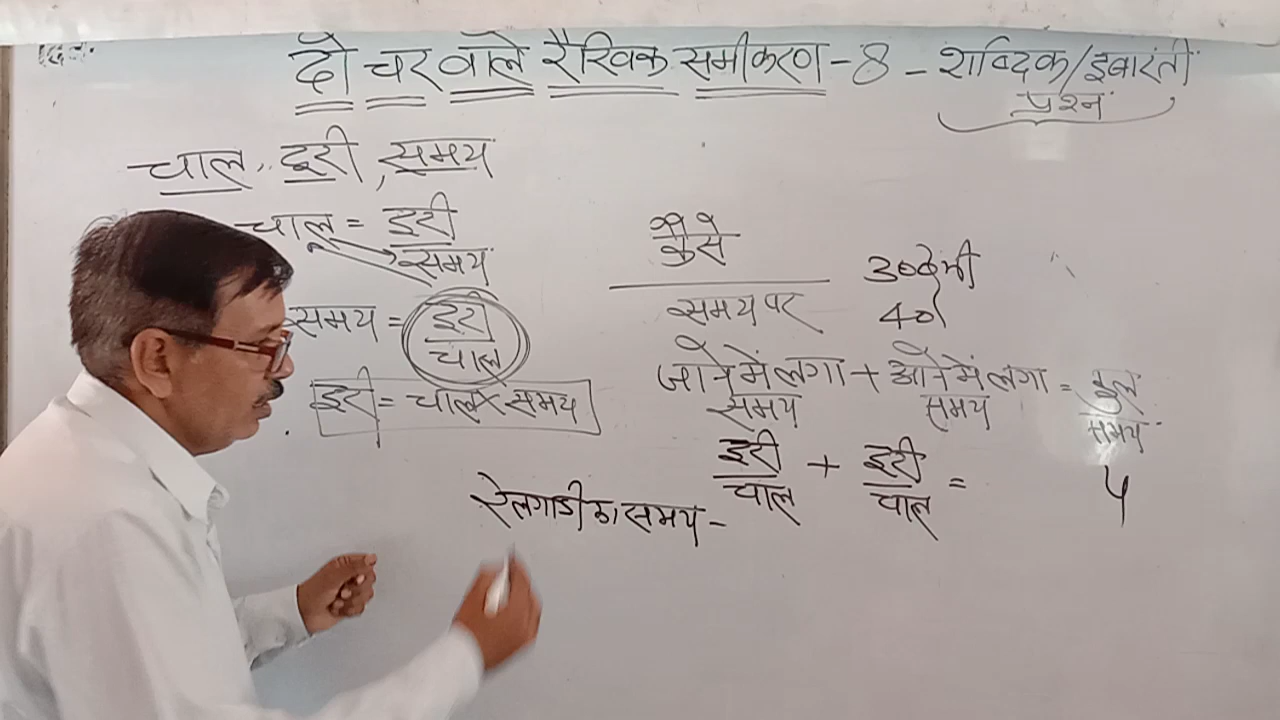 दो चर वाले रैखिक समीकरण - 8 - शाब्दिक/इबारती
प्रश्न
चाल, दूरी, समय
चाल = दूरी
समय
समय = दूरी
चाल
दूरी = चाल × समय
कैसे
समय पर
30 केमी
40
जाने में लगा + आने में लगा = कुल
समय समय समय
दूरी + दूरी =
चाल चाल
5
रेलगाडी का समय -